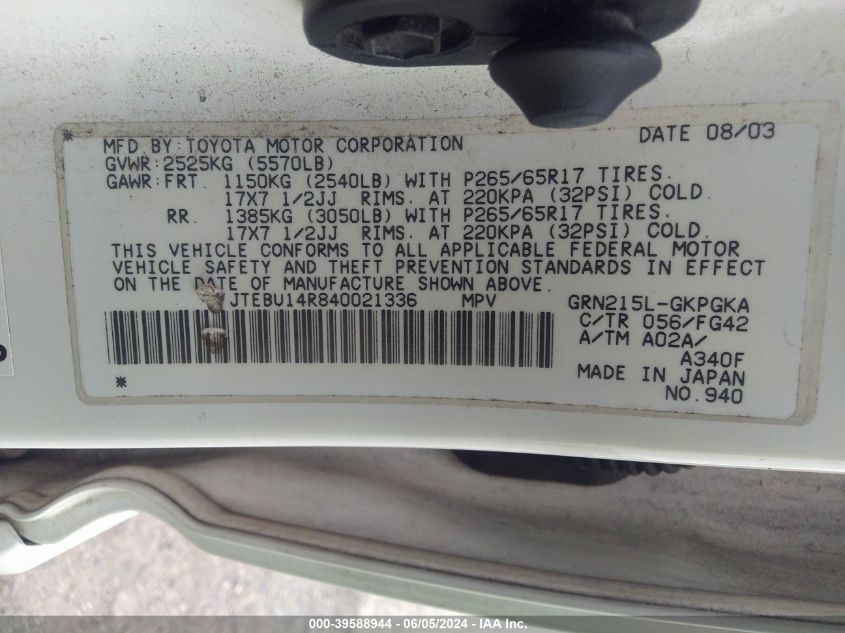 DATE 08/03
MFD.BY:TOYOTA MOTOR CORPORATION
GVWR:2525KG (5570LB)
GAWR:FRT. 1150KG (2540LB) WITH P265/65R17 TIRES.
17X7 1/2JJ RIMS. AT 220KPA (32PSI) COLD.
RR. 1385KG (3050LB) WITH P265/65R17 TIRES.
17X7 1/2JJ RIMS. AT 220KPA (32PSI) COLD.
THIS VEHICLE CONFORMS TO ALL APPLICABLE FEDERAL MOTOR
VEHICLE SAFETY AND THEFT PREVENTION STANDARDS IN EFFECT
ON THE DATE OF MANUFACTURE SHOWN ABOVE.
JTEBU14R840021336 MPV GRN215L-GKPGKA
C/TR 056/FG42
A/TM A02A/
A340F
MADE IN JAPAN
NO.940
000-39588944 / 06/05/2024 - IAA Inc.